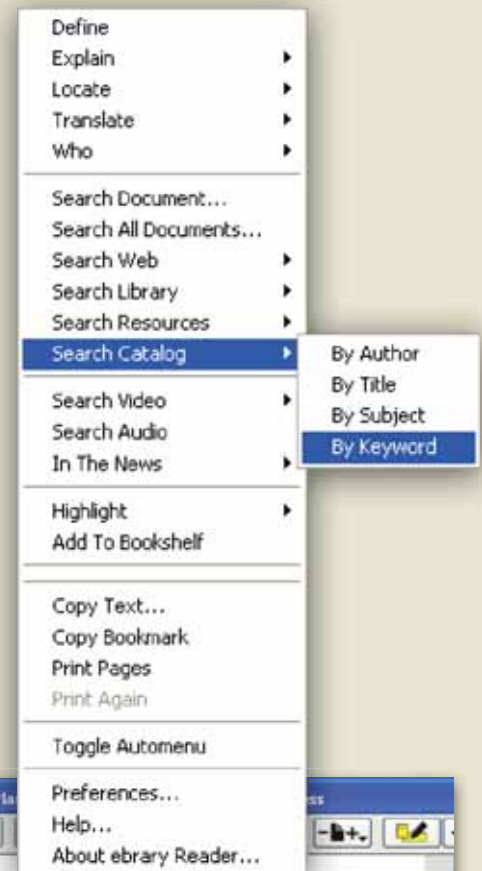 Define
Explain
Locate
Translate
Who
Search Document...
Search All Documents...
Search Web
Search Library
Search Resources
Search Catalog
By Author
By Title
By Subject
By Keyword
Search Video
Search Audio
In The News
Highlight
Add To Bookshelf
Copy Text...
Copy Bookmark
Print Pages
Print Again
Toggle Automenu
Preferences...
Help...
About ebrary Reader...